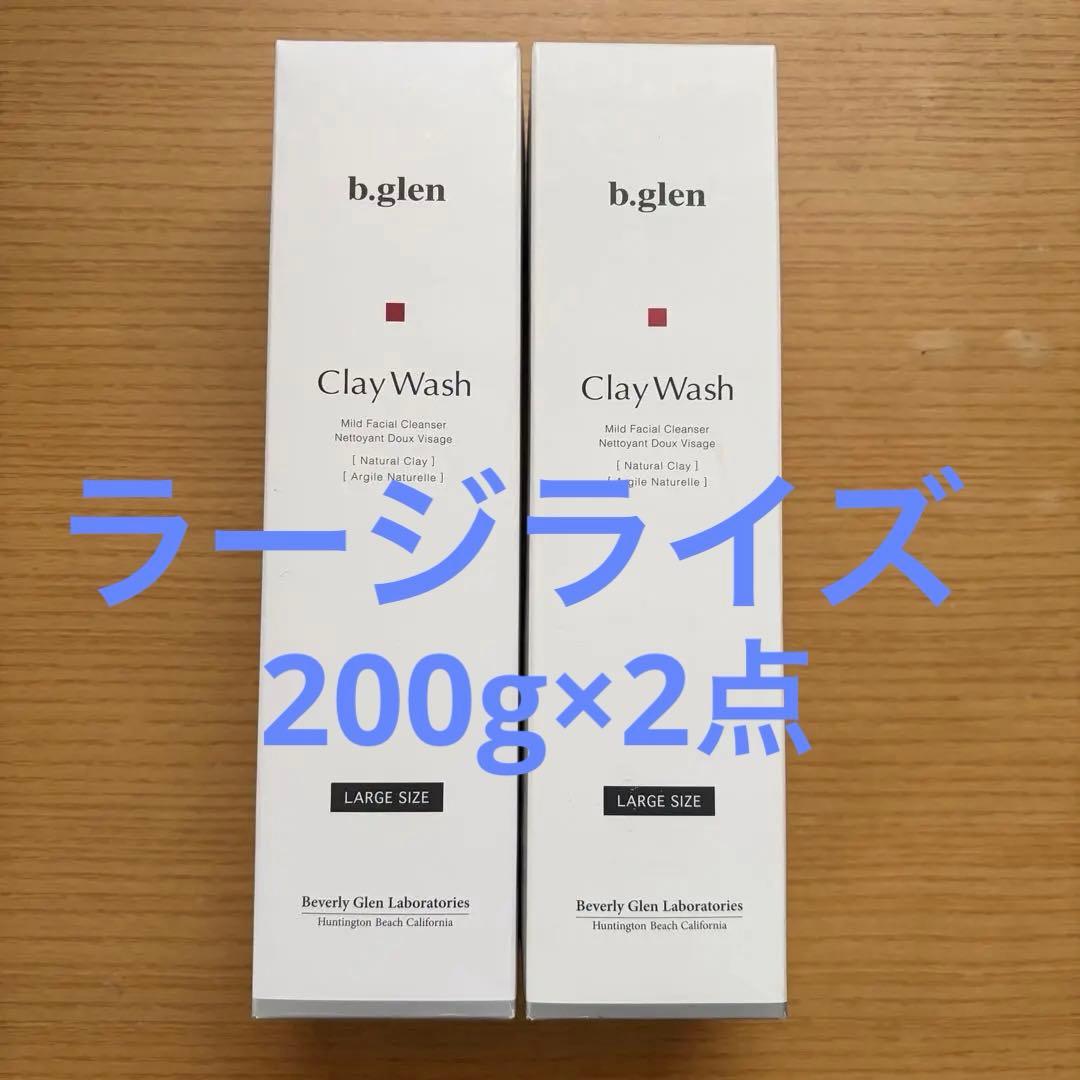 b.glen
Clay Wash
Mild Facial Cleanser
Nettoyant Doux Visage
[ Natural Clay ]
[ Argile Naturelle ]
LARGE SIZE
Beverly Glen Laboratories
Huntington Beach California
b.glen
Clay Wash
Mild Facial Cleanser
Nettoyant Doux Visage
[ Natural Clay ]
[ Argile Naturelle ]
LARGE SIZE
Beverly Glen Laboratories
Huntington Beach California
ラージライズ
200g×2点